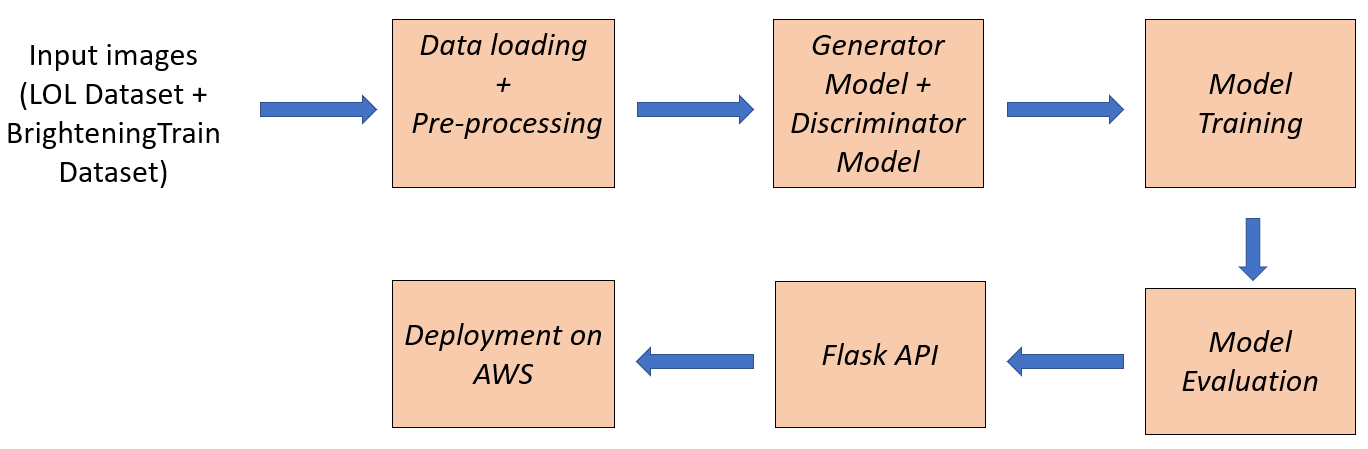 Input images
(LOL Dataset +
BrighteningTrain
Dataset)
Data loading
+
Pre-processing
Generator
Model +
Discriminator
Model
Model
Training
Model
Evaluation
Flask API
Deployment on
AWS